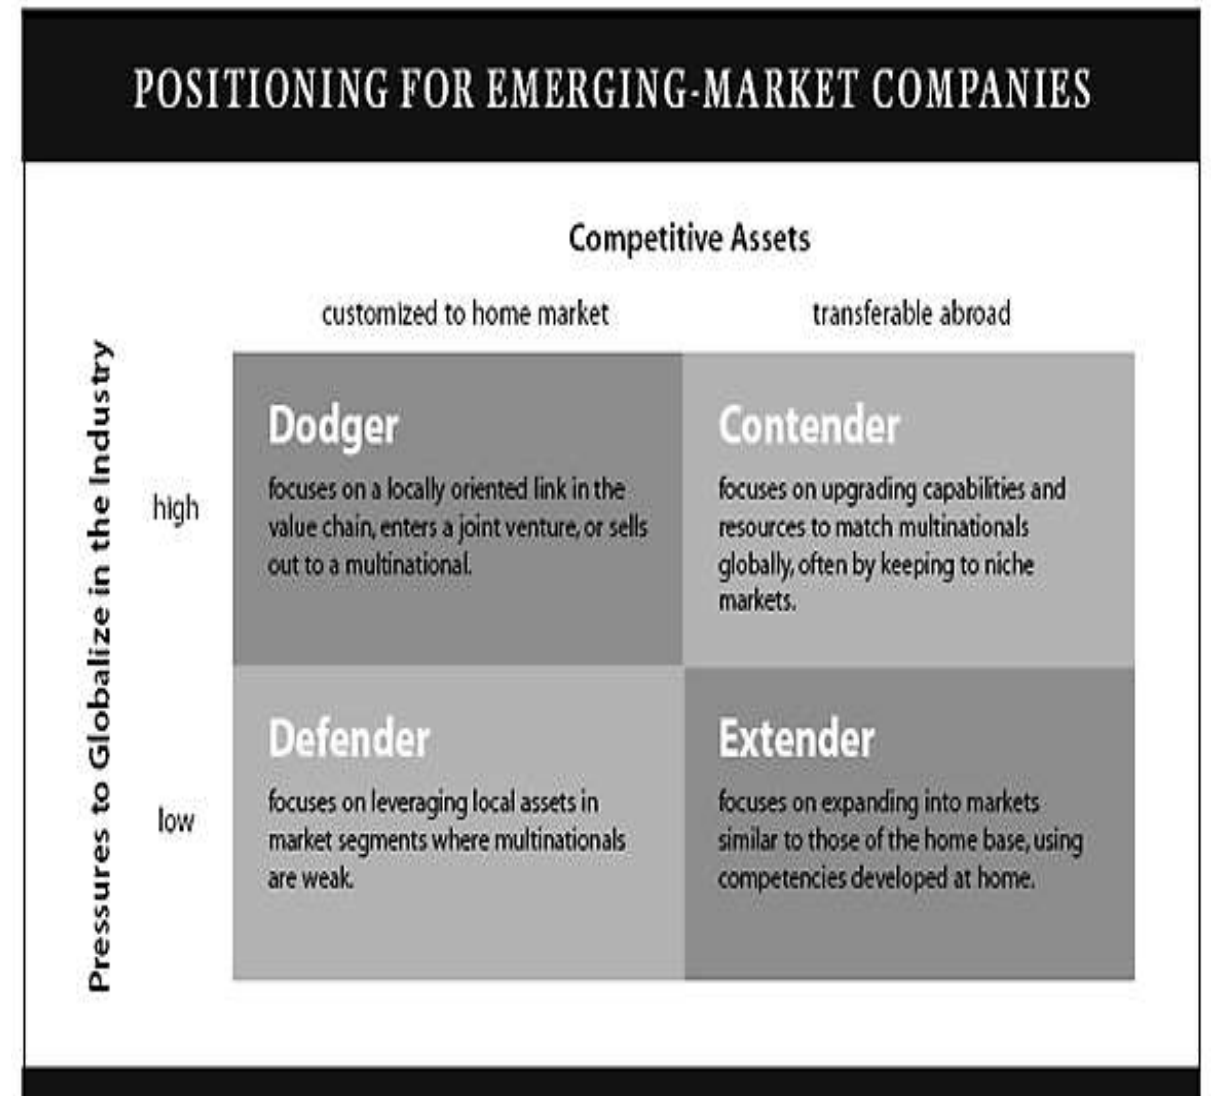 POSITIONING FOR EMERGING-MARKET COMPANIES
Competitive Assets
customized to home market
transferable abroad
Pressures to Globalize in the Industry
high
Dodger
focuses on a locally oriented link in the
value chain, enters a joint venture, or sells
out to a multinational.
Contender
focuses on upgrading capabilities and
resources to match multinationals
globally, often by keeping to niche
markets.
low
Defender
focuses on leveraging local assets in
market segments where multinationals
are weak.
Extender
focuses on expanding into markets
similar to those of the home base, using
competencies developed at home.